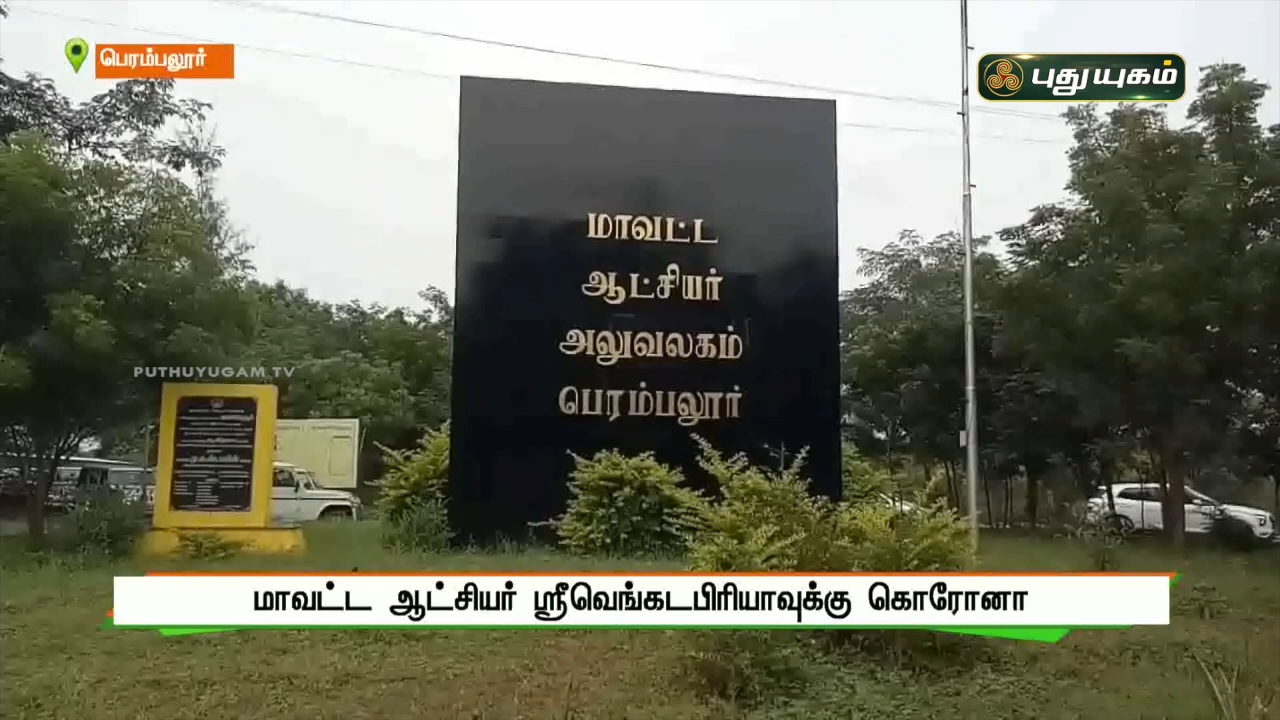 பெரம்பலூர்
புதுயுகம்
மாவட்ட
ஆட்சியர்
அலுவலகம்
பெரம்பலூர்
PUTHUYUGAM TV
மாவட்ட ஆட்சியர் ஸ்ரீவெங்கடபிரியாவுக்கு கொரோனா